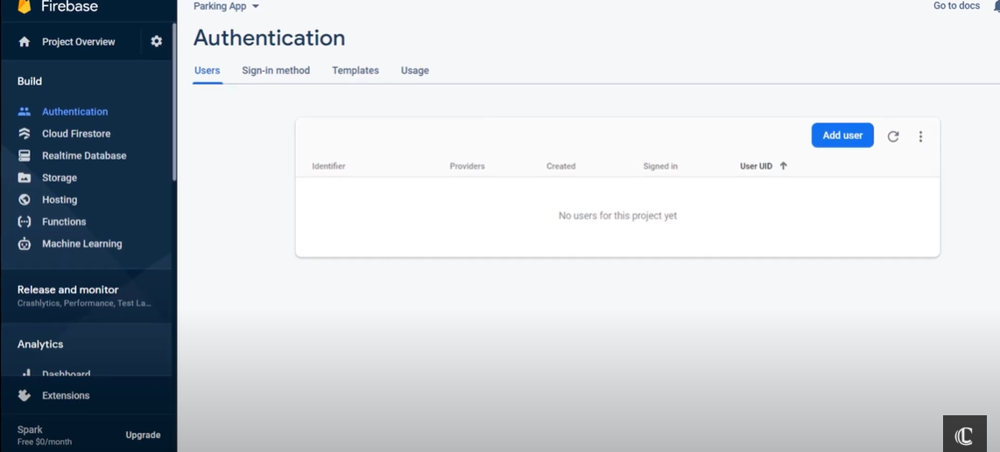 Firebase
Parking App
Go to docs
Project Overview
Authentication
Users Sign-in method Templates Usage
Build
Authentication
Cloud Firestore
Realtime Database
Storage
Hosting
Functions
Machine Learning
Add user
Identifier Providers Created Signed in User UID
No users for this project yet
Release and monitor
Crashlytics, Performance, Test La...
Analytics
Dashboard
Extensions
Spark
Free $0/month
Upgrade